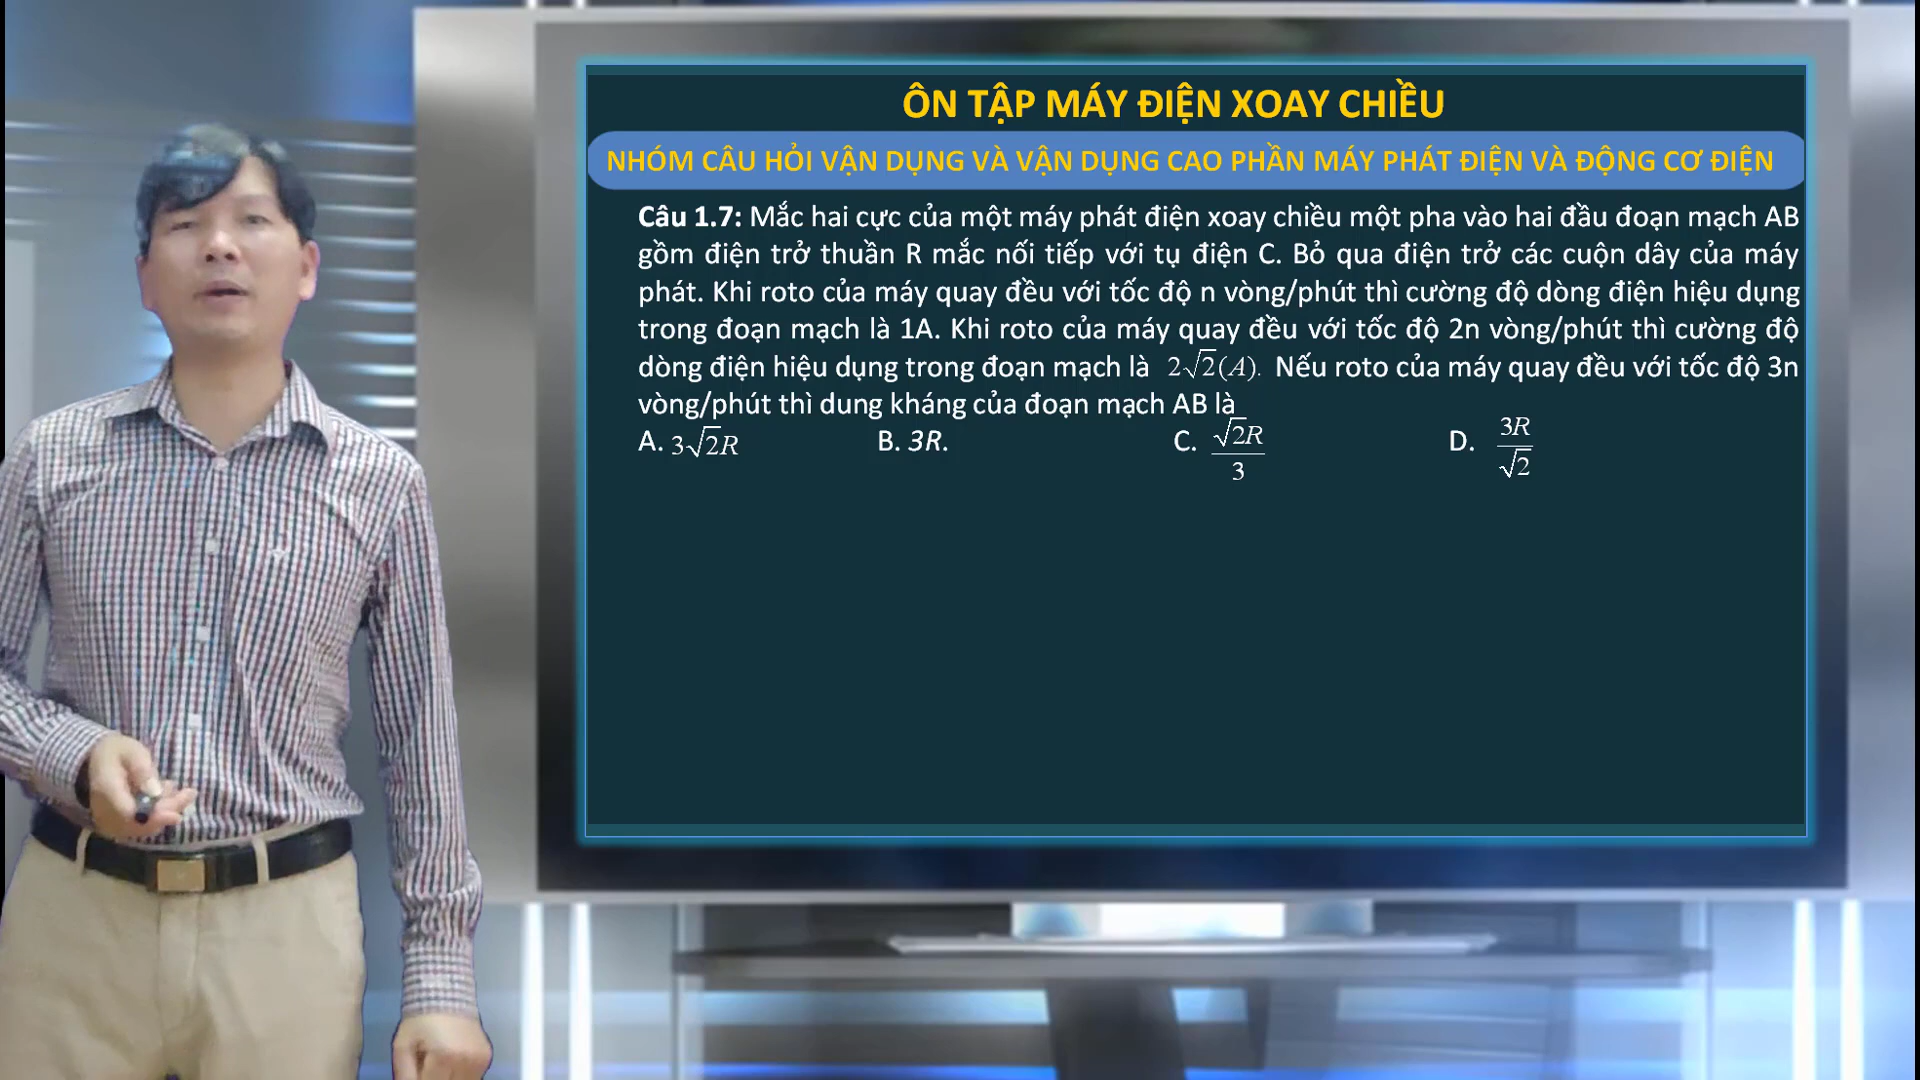 ÔN TẬP MÁY ĐIỆN XOAY CHIỀU
NHÓM CÂU HỎI VẬN DỤNG VÀ VẬN DỤNG CAO PHẦN MÁY PHÁT ĐIỆN VÀ ĐỘNG CƠ ĐIỆN
Câu 1.7: Mắc hai cực của một máy phát điện xoay chiều một pha vào hai đầu đoạn mạch AB
gồm điện trở thuần R mắc nối tiếp với tụ điện C. Bỏ qua điện trở các cuộn dây của máy
phát. Khi roto của máy quay đều với tốc độ n vòng/phút thì cường độ dòng điện hiệu dụng
trong đoạn mạch là 1A. Khi roto của máy quay đều với tốc độ 2n vòng/phút thì cường độ
dòng điện hiệu dụng trong đoạn mạch là 2√2(A). Nếu roto của máy quay đều với tốc độ 3n
vòng/phút thì dung kháng của đoạn mạch AB là
A. 3√2R B. 3R. C. √2R/3 D. 3R/√2